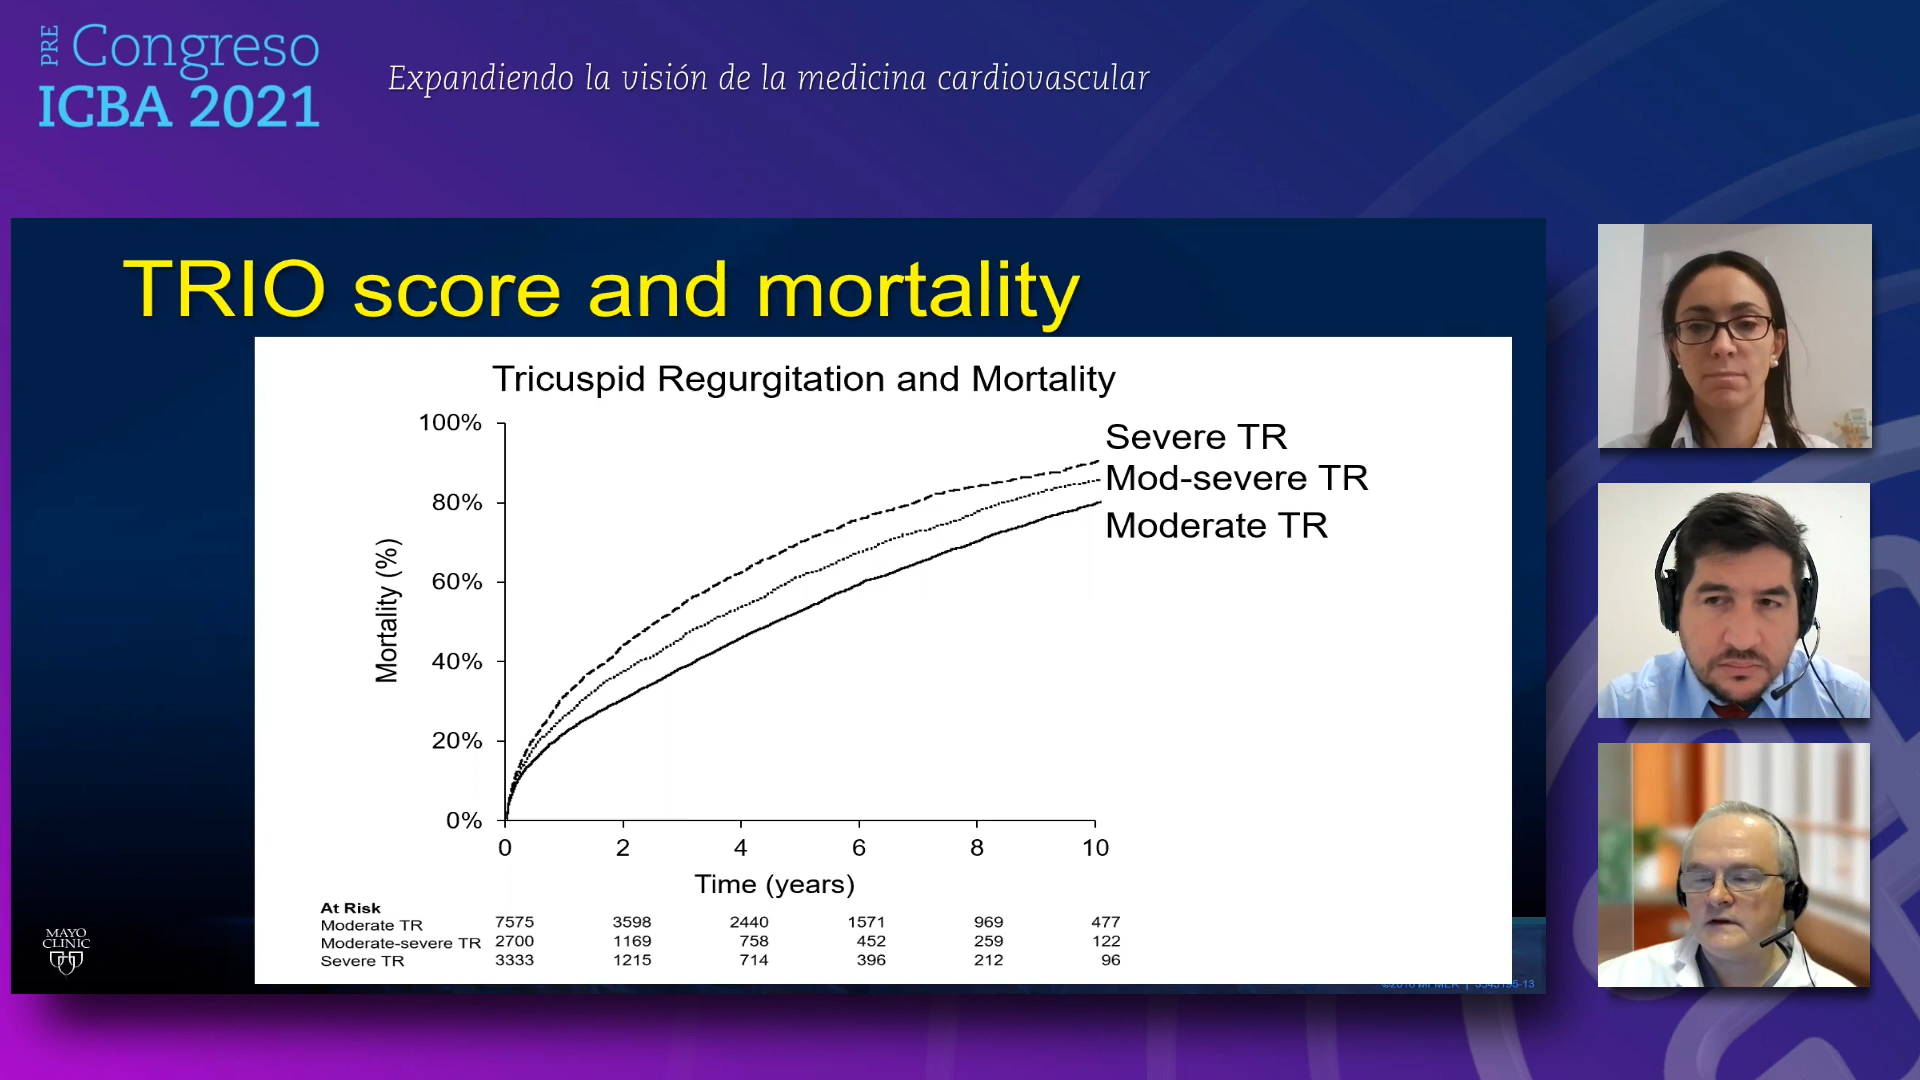 PRE Congreso
ICBA 2021
Expandiendo la visión de la medicina cardiovascular
TRIO score and mortality
Tricuspid Regurgitation and Mortality
100%
80%
60%
40%
20%
0%
Mortality (%)
Severe TR
Mod-severe TR
Moderate TR
0 2 4 6 8 10
Time (years)
At Risk
Moderate TR 7575 3598 2440 1571 969 477
Moderate-severe TR 2700 1169 758 452 259 122
Severe TR 3333 1215 714 396 212 96
MAYO
CLINIC